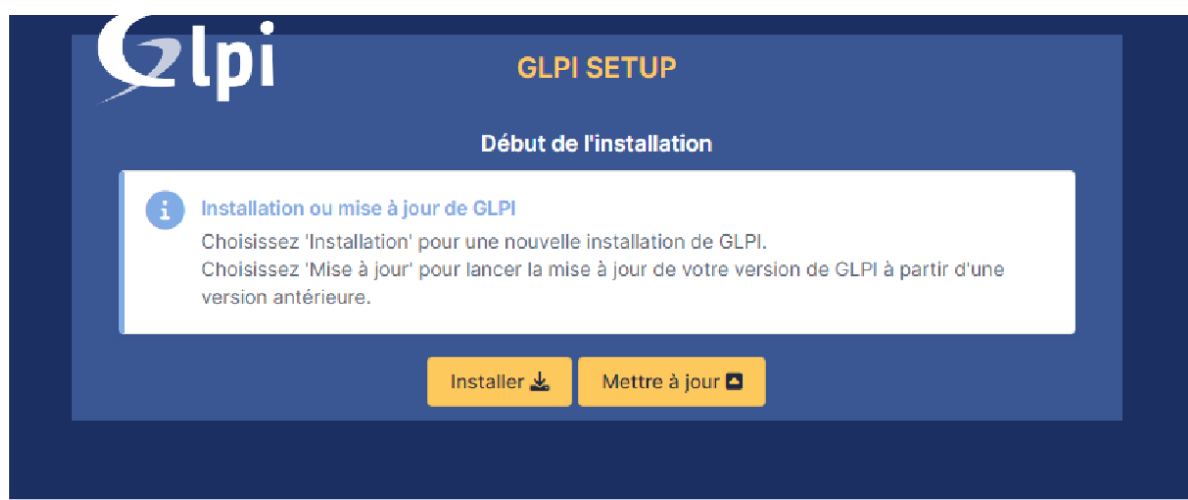 Glpi
GLPI SETUP
Début de l'installation
Installation ou mise à jour de GLPI
Choisissez 'Installation' pour une nouvelle installation de GLPI.
Choisissez 'Mise à jour' pour lancer la mise à jour de votre version de GLPI à partir d'une
version antérieure.
Installer
Mettre à jour